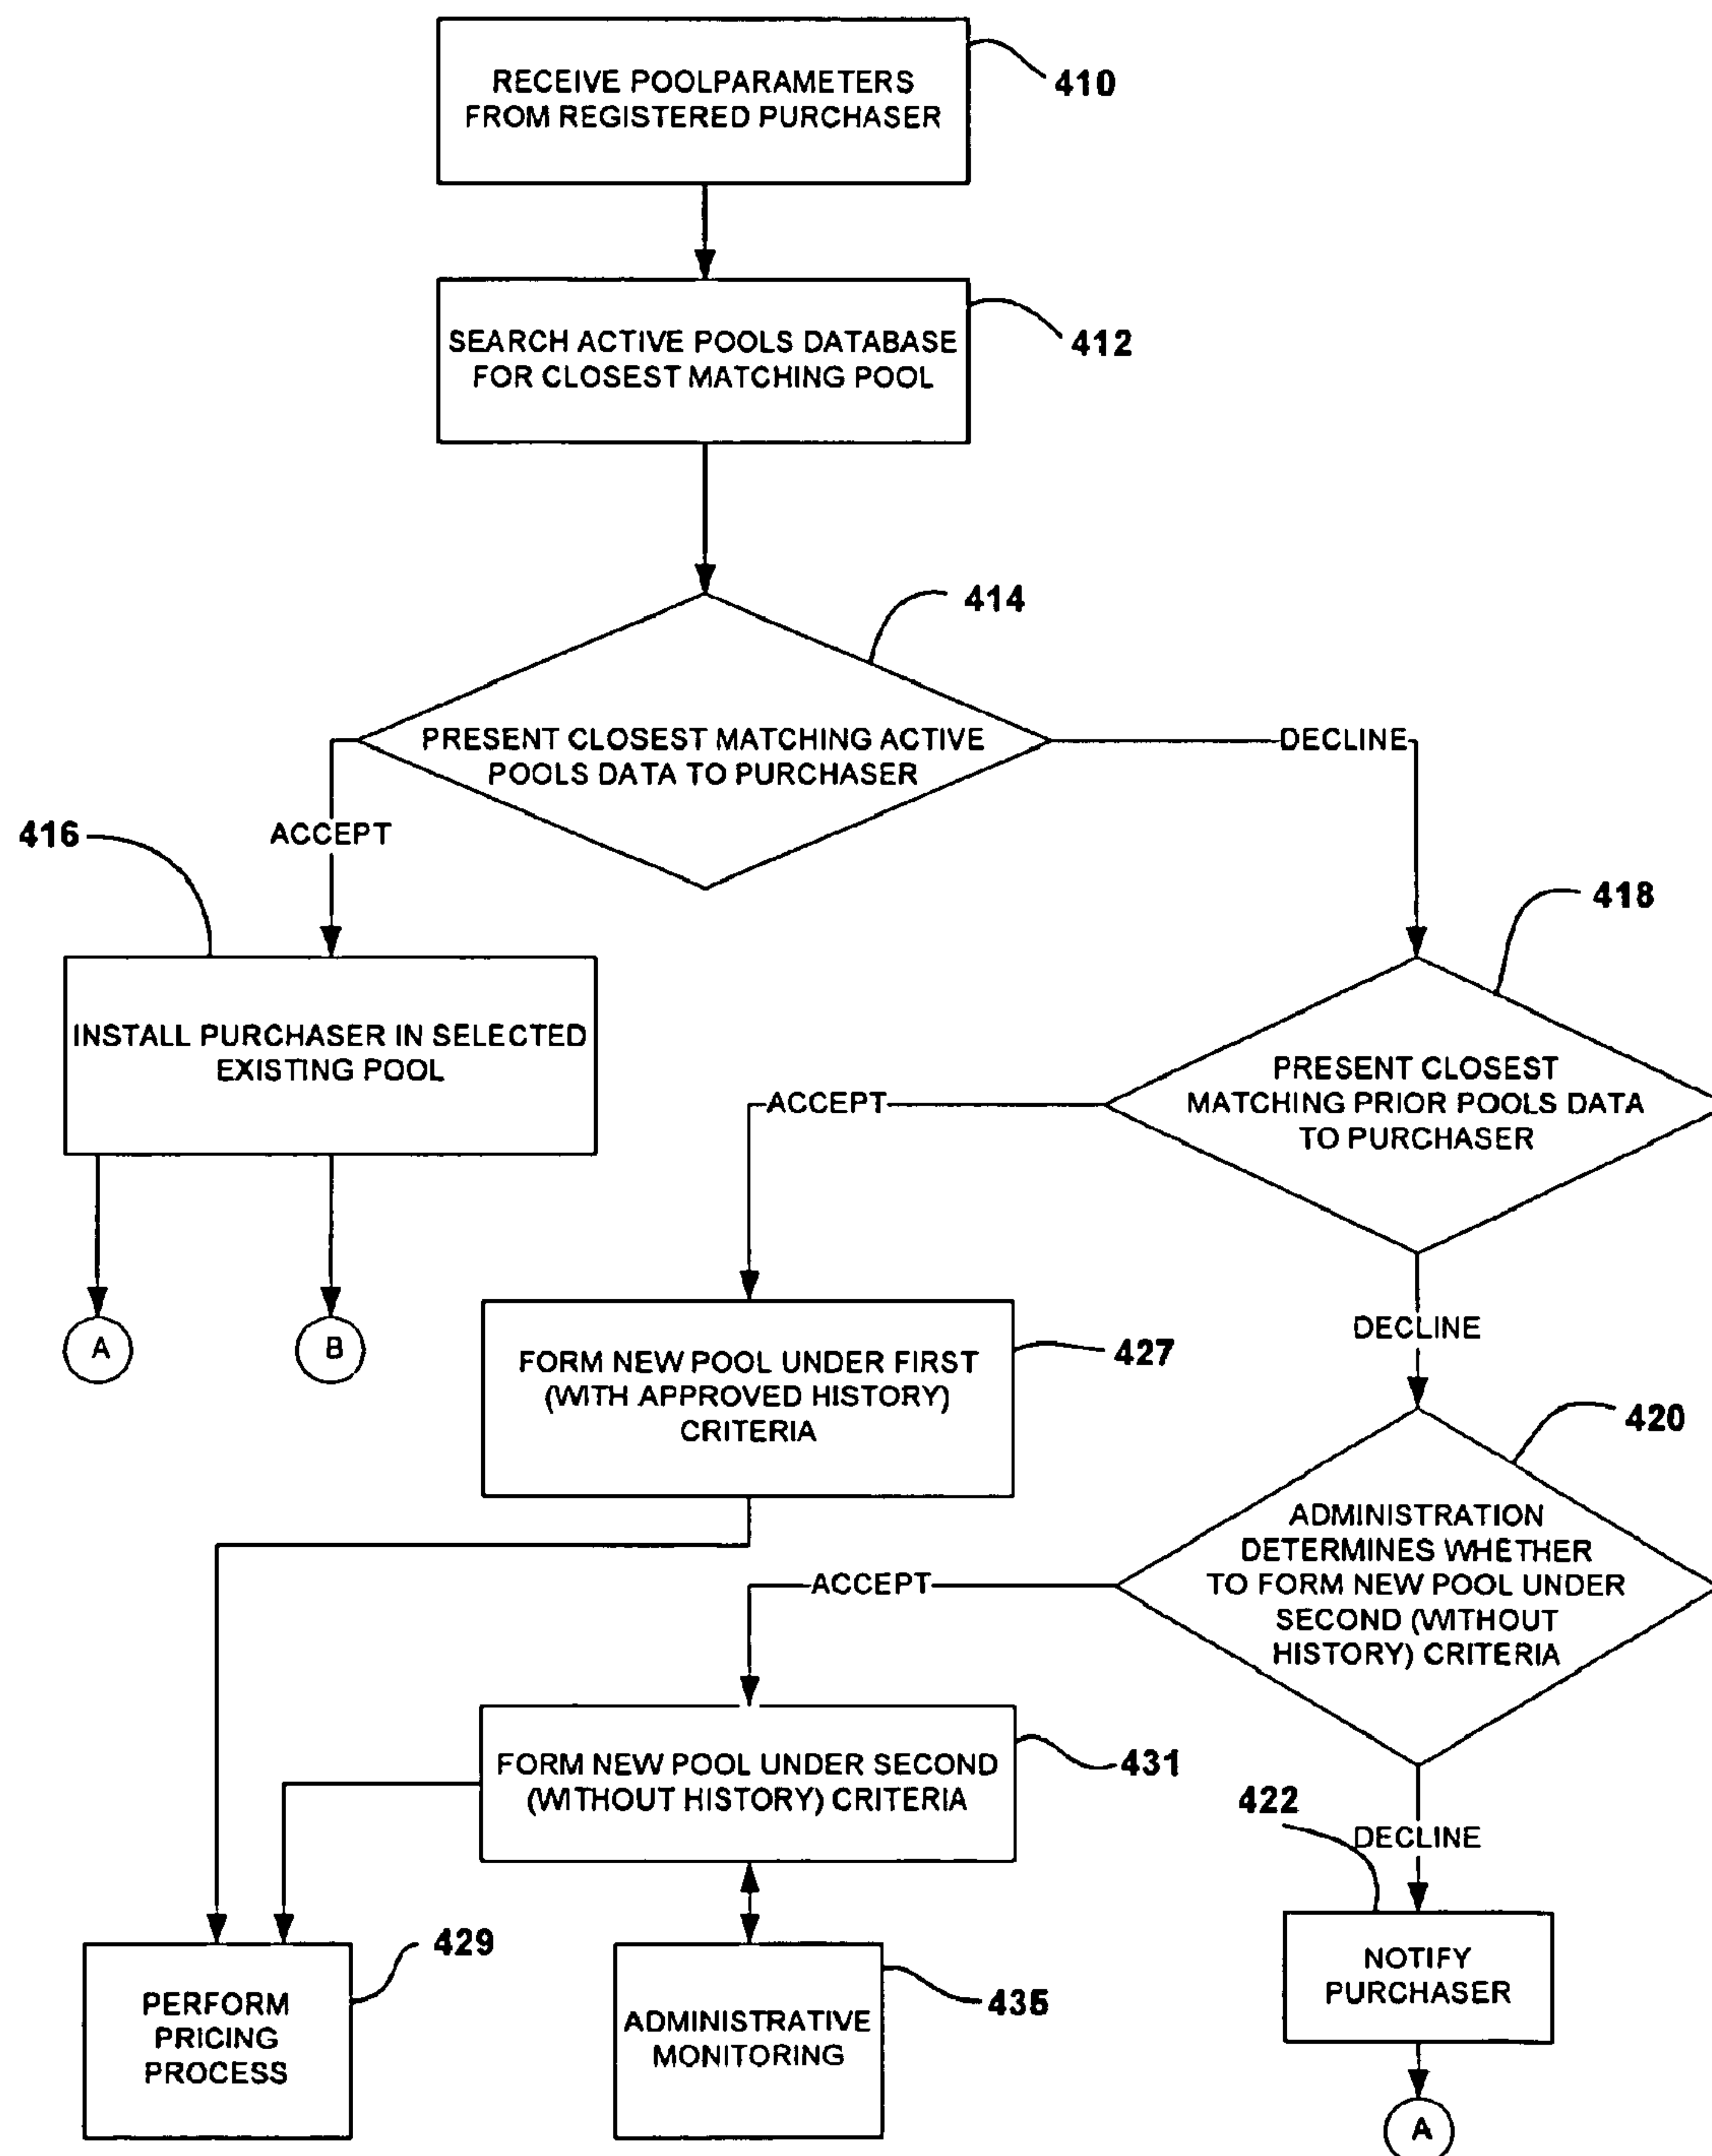 RECEIVE POOLPARAMETERS
FROM REGISTERED PURCHASER
410
SEARCH ACTIVE POOLS DATABASE
FOR CLOSEST MATCHING POOL
412
414
PRESENT CLOSEST MATCHING ACTIVE
POOLS DATA TO PURCHASER
DECLINE
ACCEPT
416
418
INSTALL PURCHASER IN SELECTED
EXISTING POOL
PRESENT CLOSEST
MATCHING PRIOR POOLS DATA
TO PURCHASER
ACCEPT
A
B
DECLINE
FORM NEW POOL UNDER FIRST
(WITH APPROVED HISTORY)
CRITERIA
427
420
ADMINISTRATION
DETERMINES WHETHER
TO FORM NEW POOL UNDER
SECOND (WITHOUT
HISTORY) CRITERIA
ACCEPT
FORM NEW POOL UNDER SECOND
(WITHOUT HISTORY) CRITERIA
431
422
DECLINE
429
PERFORM
PRICING
PROCESS
ADMINISTRATIVE
MONITORING
435
NOTIFY
PURCHASER
A